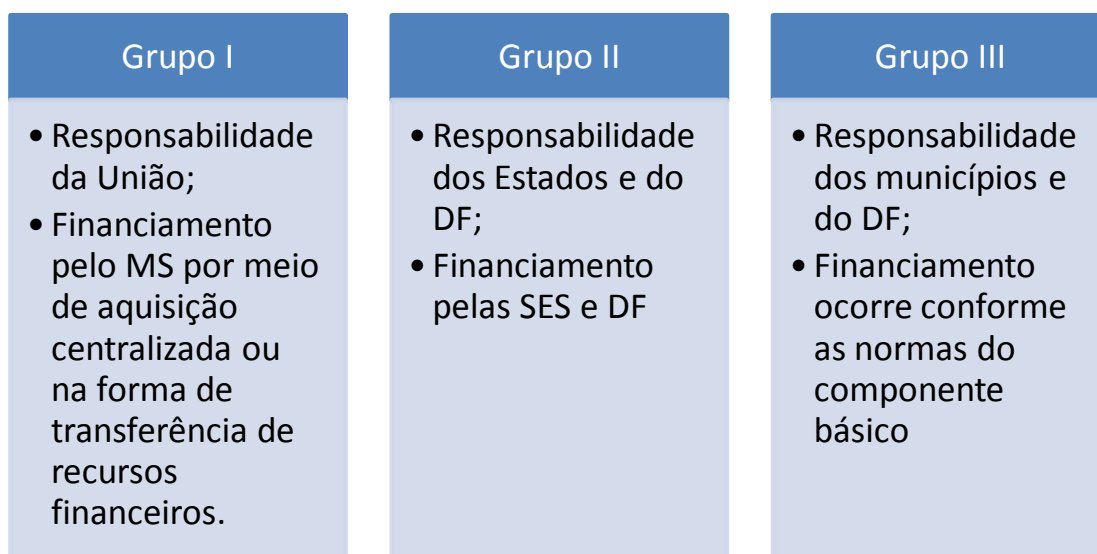 Grupo I
• Responsabilidade
da União;
• Financiamento
pelo MS por meio
de aquisição
centralizada ou
na forma de
transferência de
recursos
financeiros.
Grupo II
• Responsabilidade
dos Estados e do
DF;
• Financiamento
pelas SES e DF
Grupo III
• Responsabilidade
dos municípios e
do DF;
• Financiamento
ocorre conforme
as normas do
componente
básico